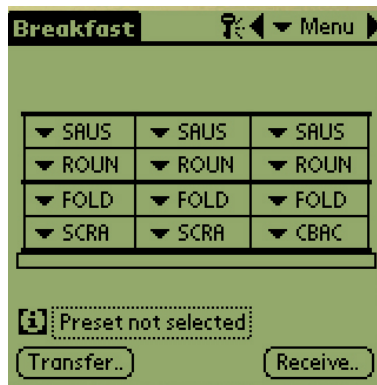 Breakfast Menu
SAUS SAUS SAUS
ROUN ROUN ROUN
FOLD FOLD FOLD
SCRA SCRA CBAC
i Preset not selected
Transfer.. Receive..